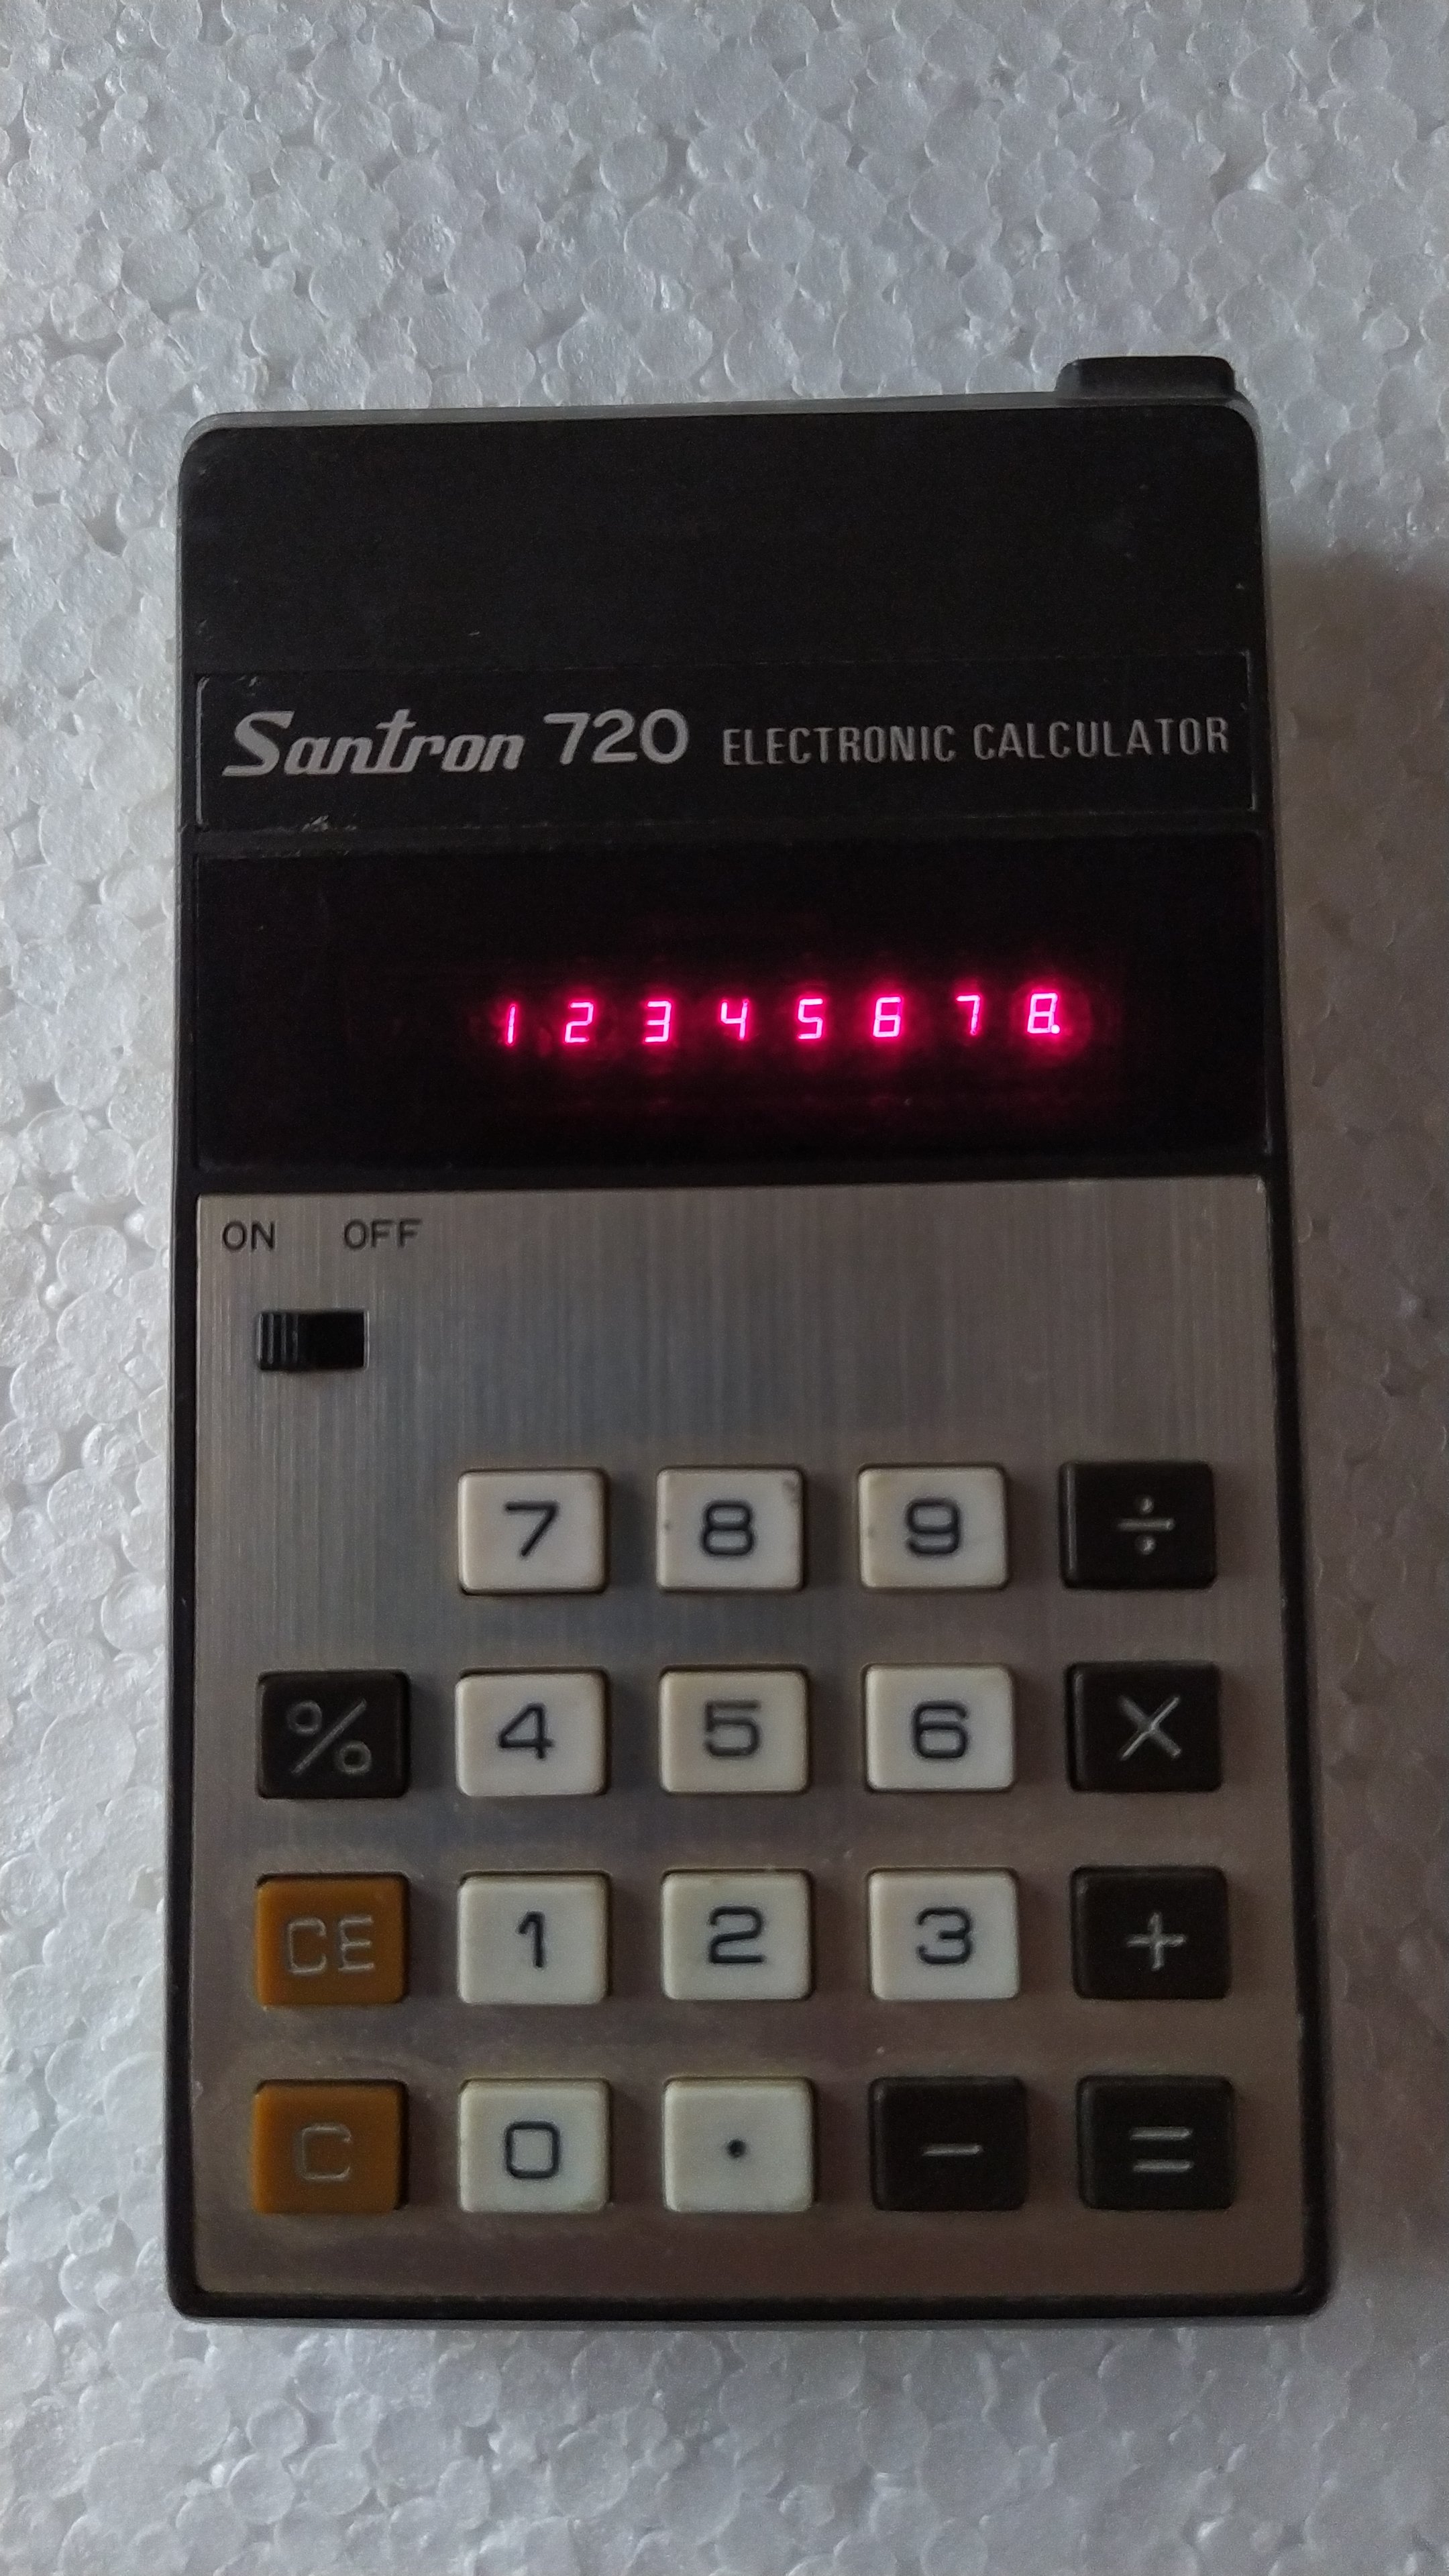 Santron 720 ELECTRONIC CALCULATOR
12345678.
ON OFF
7 8 9 ÷
% 4 5 6 ×
CE 1 2 3 +
C 0 . − =